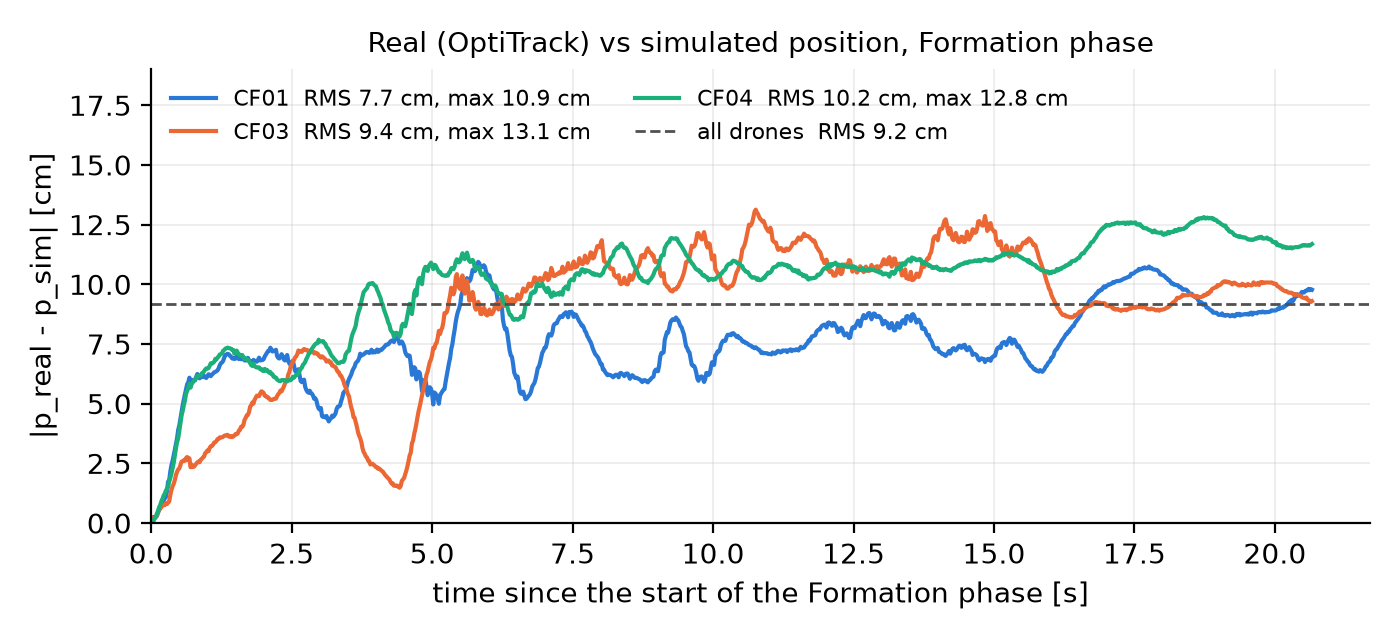 Real (OptiTrack) vs simulated position, Formation phase
CF01  RMS 7.7 cm, max 10.9 cm
CF03  RMS 9.4 cm, max 13.1 cm
CF04  RMS 10.2 cm, max 12.8 cm
all drones  RMS 9.2 cm
|p_real - p_sim| [cm]
17.5
15.0
12.5
10.0
7.5
5.0
2.5
0.0
0.0 2.5 5.0 7.5 10.0 12.5 15.0 17.5 20.0
time since the start of the Formation phase [s]